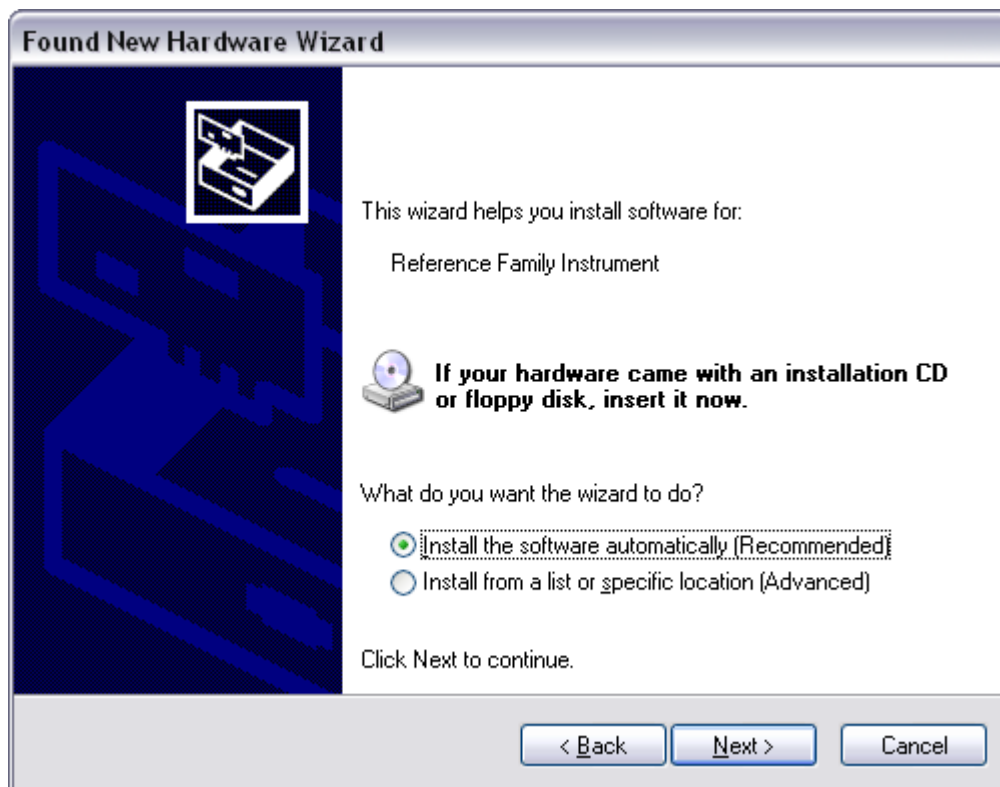 Found New Hardware Wizard
This wizard helps you install software for:
Reference Family Instrument
If your hardware came with an installation CD
or floppy disk, insert it now.
What do you want the wizard to do?
Install the software automatically (Recommended)
Install from a list or specific location (Advanced)
Click Next to continue.
< Back Next > Cancel